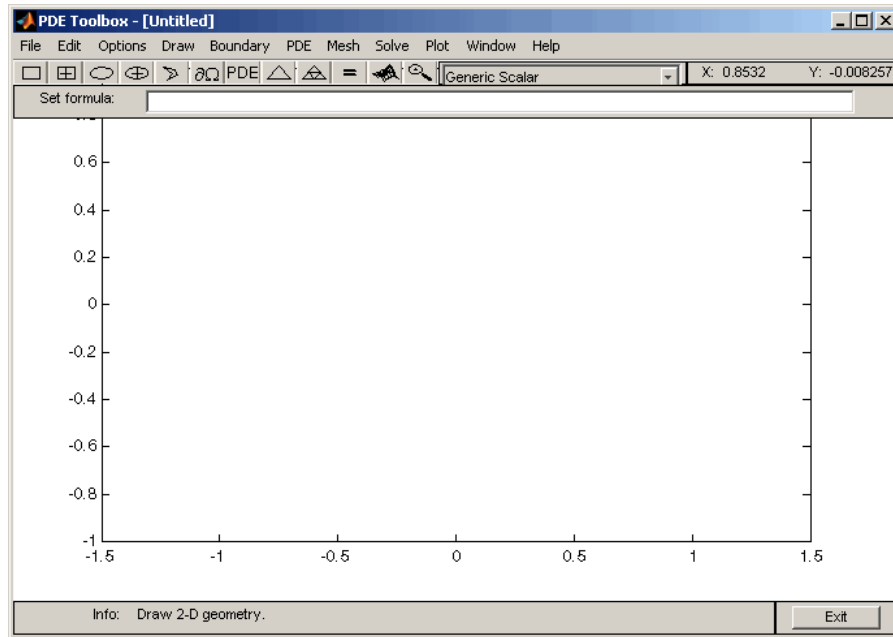 PDE Toolbox - [Untitled]
File Edit Options Draw Boundary PDE Mesh Solve Plot Window Help
∂Ω PDE = Generic Scalar X: 0.8532 Y: -0.008257
Set formula:
0.6
0.4
0.2
0
-0.2
-0.4
-0.6
-0.8
-1
-1.5 -1 -0.5 0 0.5 1 1.5
Info: Draw 2-D geometry. Exit